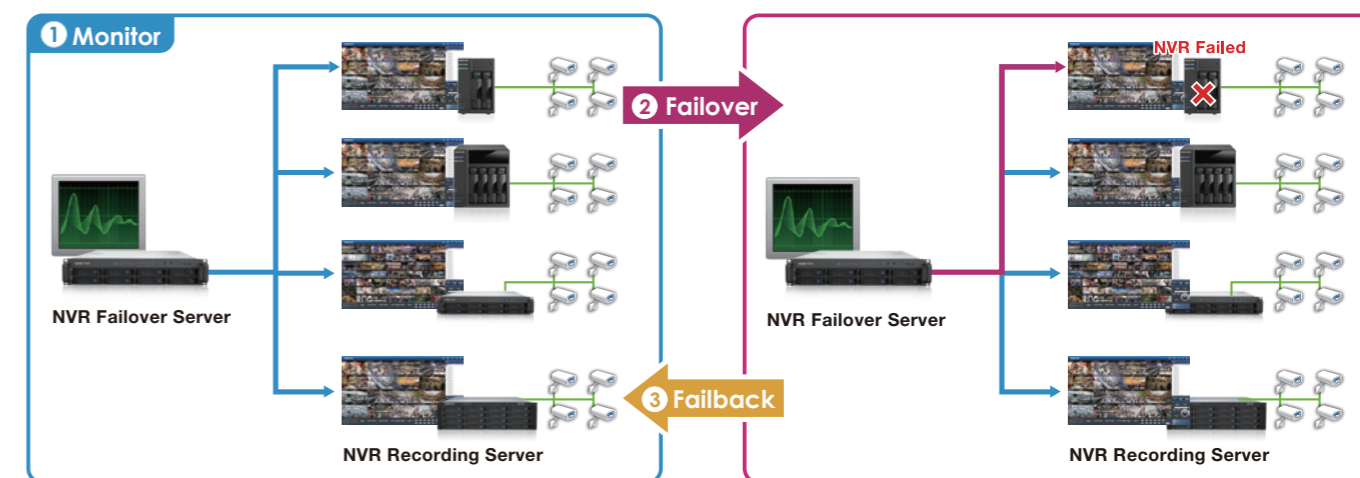 1 Monitor
NVR Failover Server
NVR Recording Server
2 Failover
3 Failback
NVR Failed
NVR Failover Server
NVR Recording Server